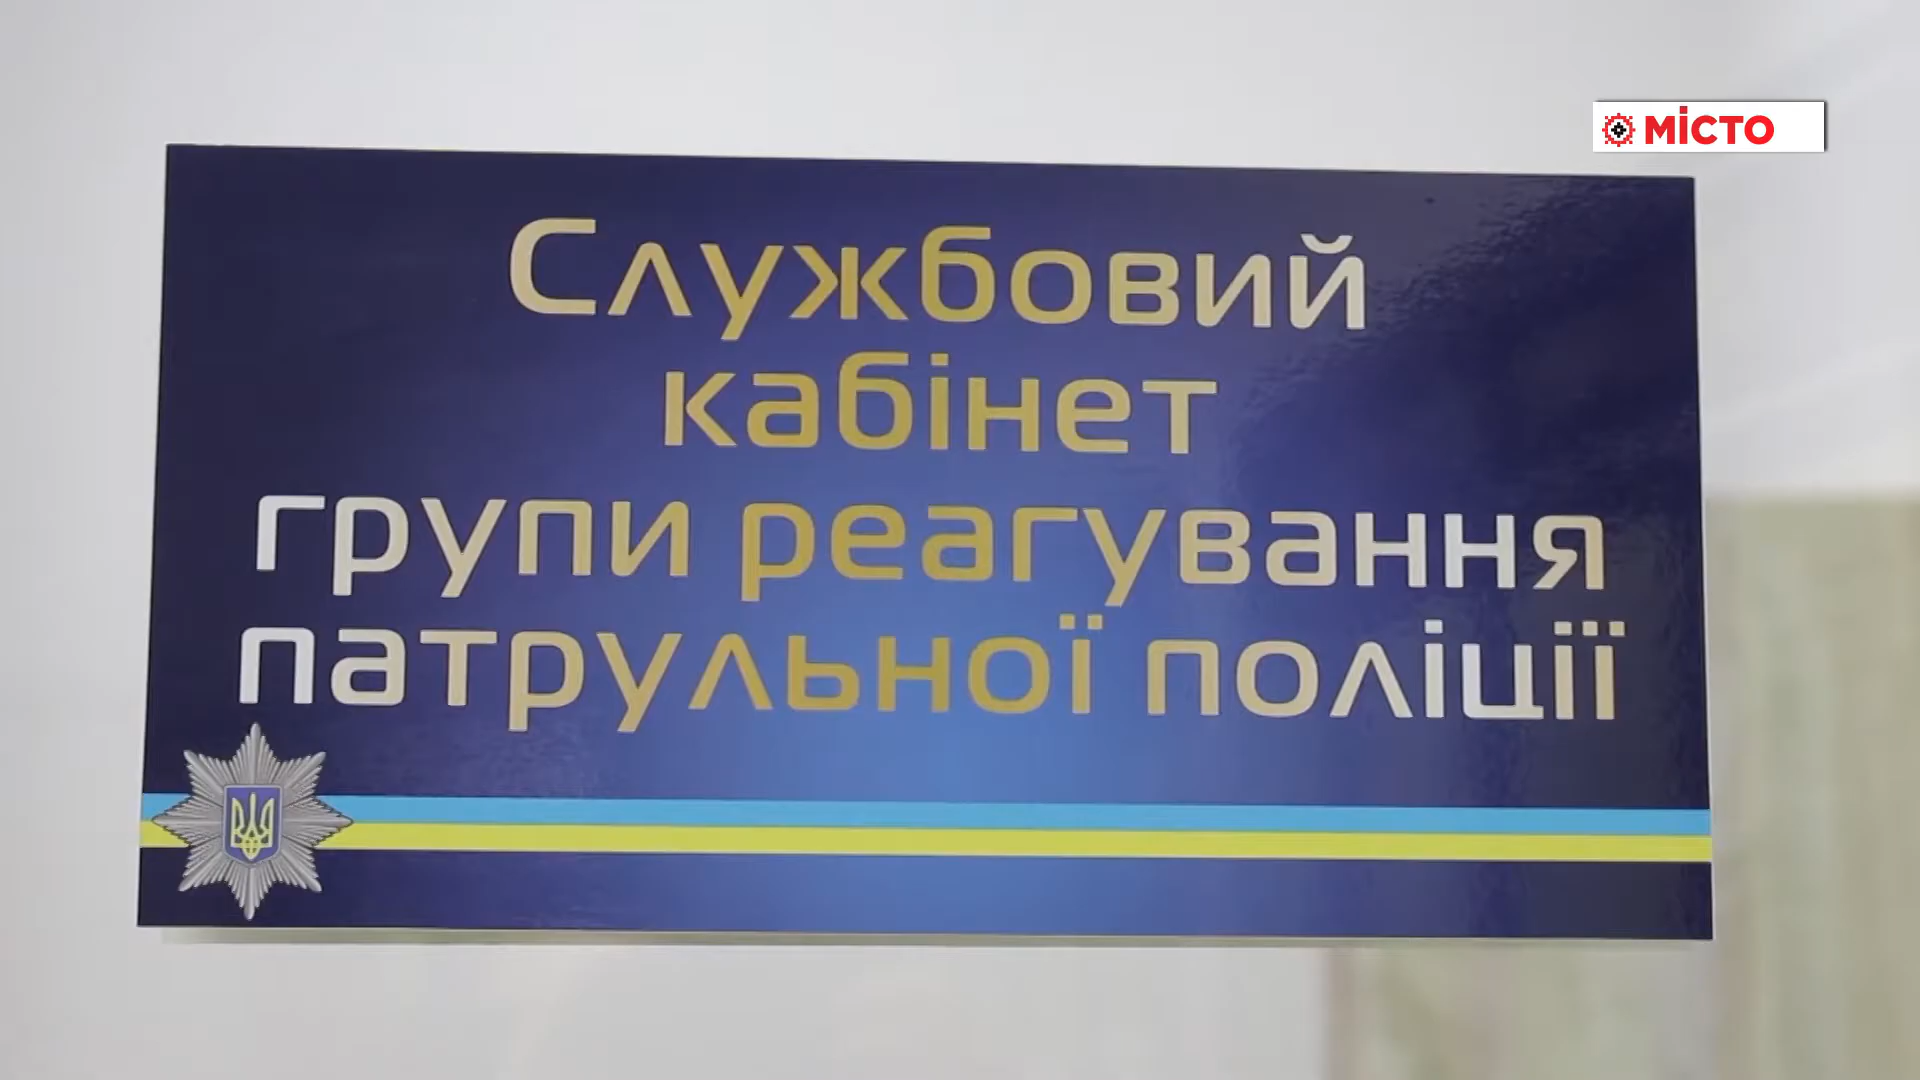 МІСТО
Службовий
кабінет
групи реагування
патрульної поліції